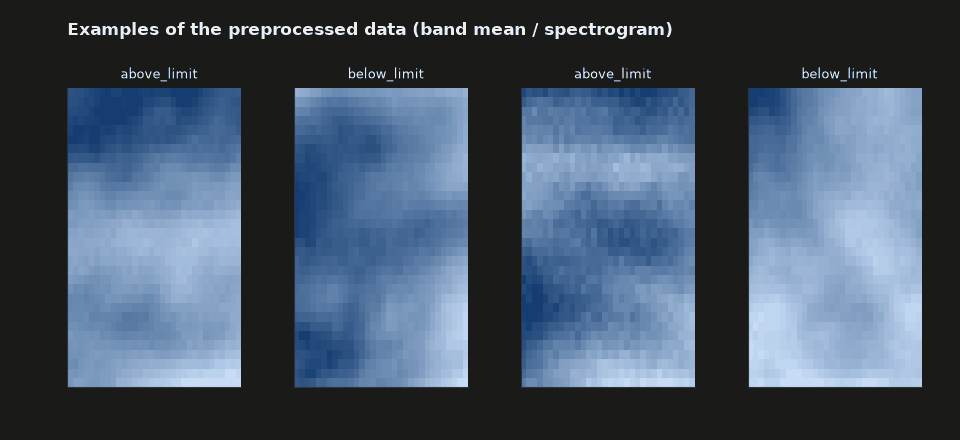 Examples of the preprocessed data (band mean / spectrogram)
above_limit
below_limit
above_limit
below_limit